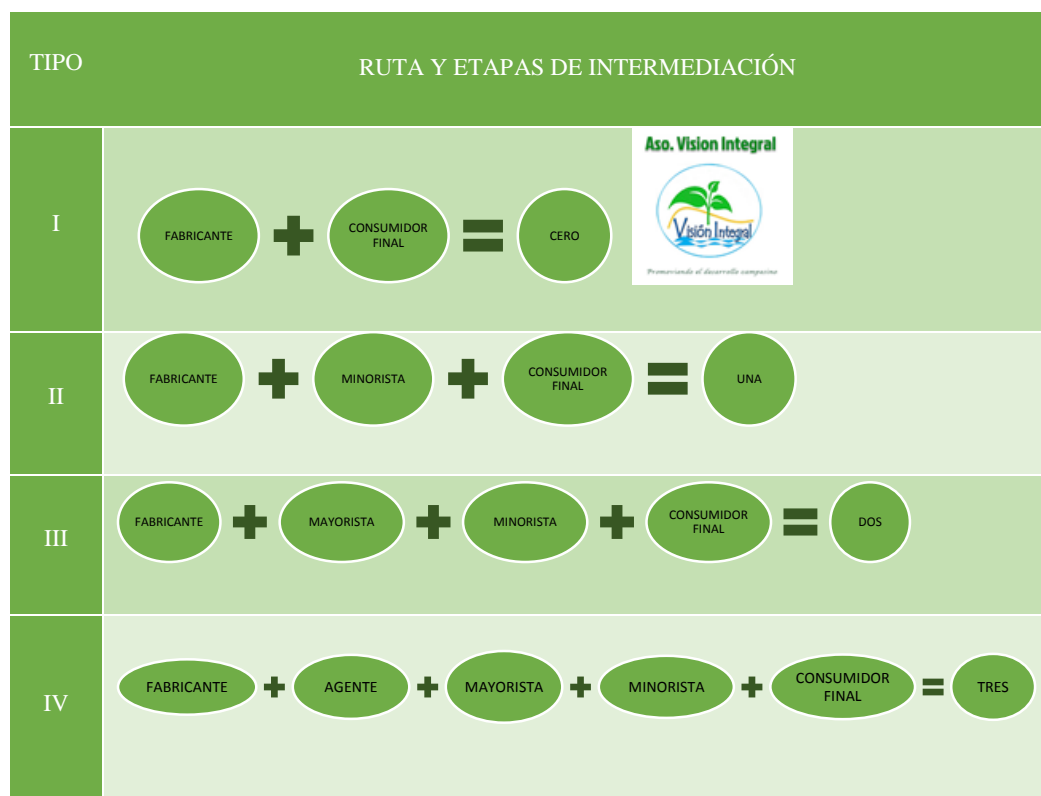 TIPO
RUTA Y ETAPAS DE INTERMEDIACIÓN
I
FABRICANTE
CONSUMIDOR
FINAL
CERO
Aso. Vision Integral
Visión Integral
Promoviendo el desarrollo campesino
II
FABRICANTE
MINORISTA
CONSUMIDOR
FINAL
UNA
III
FABRICANTE
MAYORISTA
MINORISTA
CONSUMIDOR
FINAL
DOS
IV
FABRICANTE
AGENTE
MAYORISTA
MINORISTA
CONSUMIDOR
FINAL
TRES